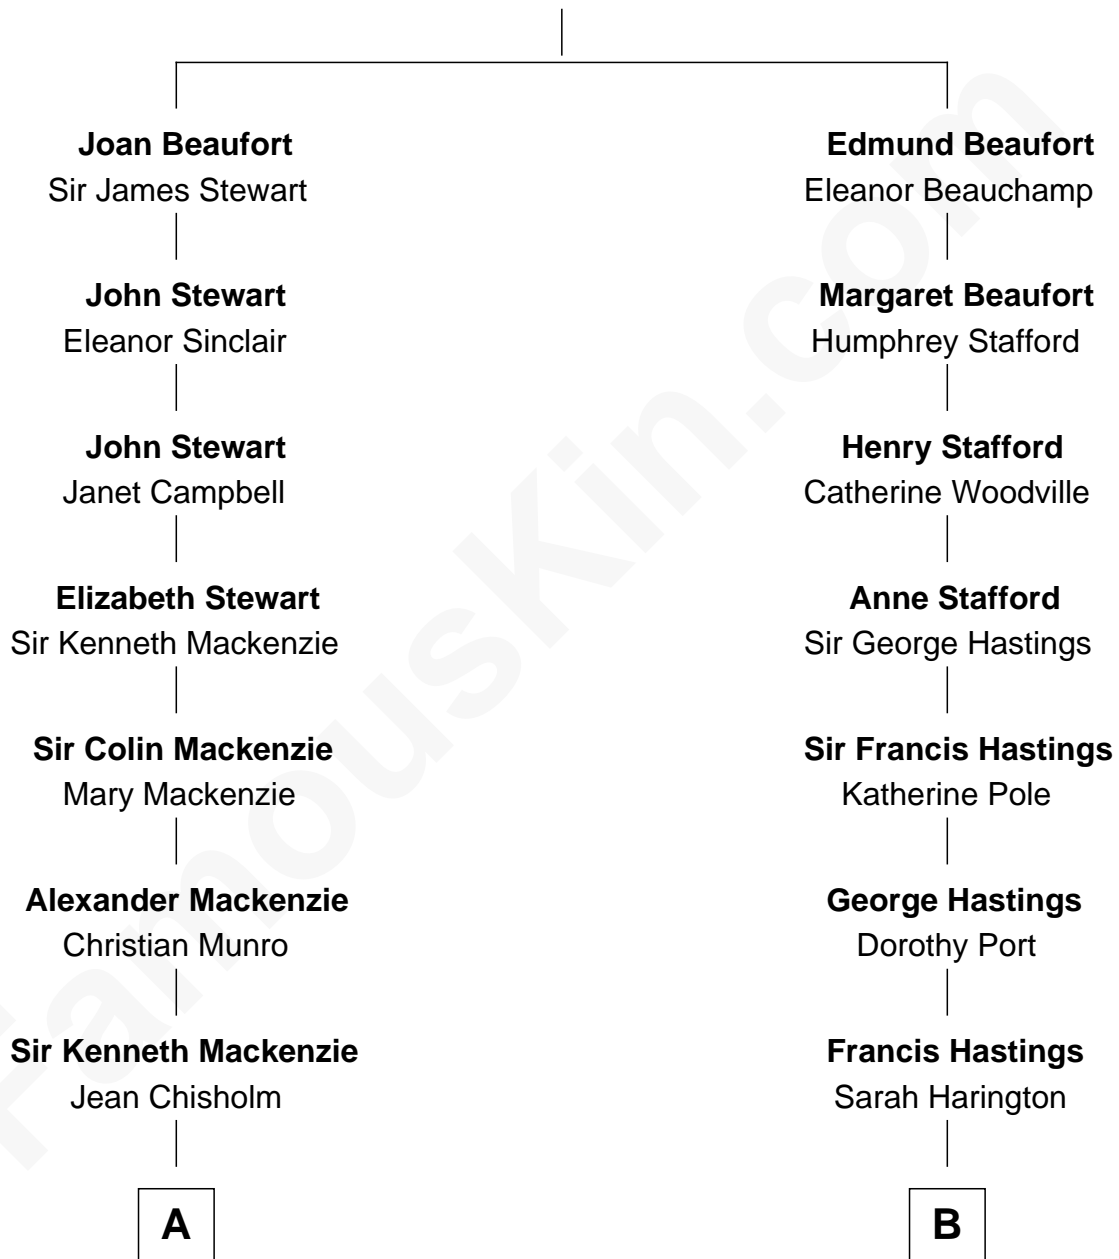 Joan Beaufort
Sir James Stewart
John Stewart
Eleanor Sinclair
John Stewart
Janet Campbell
Elizabeth Stewart
Sir Kenneth Mackenzie
Sir Colin Mackenzie
Mary Mackenzie
Alexander Mackenzie
Christian Munro
Sir Kenneth Mackenzie
Jean Chisholm
A
Edmund Beaufort
Eleanor Beauchamp
Margaret Beaufort
Humphrey Stafford
Henry Stafford
Catherine Woodville
Anne Stafford
Sir George Hastings
Sir Francis Hastings
Katherine Pole
George Hastings
Dorothy Port
Francis Hastings
Sarah Harington
B
FamousKin.com